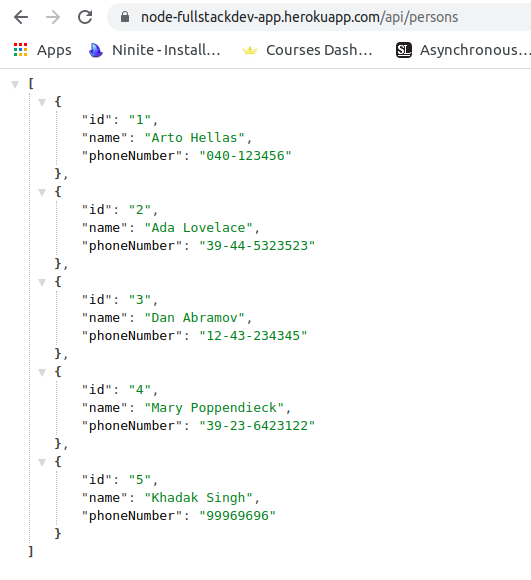 node-fullstackdev-app.herokuapp.com/api/persons
Apps Ninite - Install... Courses Dash... SL Asynchronous...
[
{
"id": "1",
"name": "Arto Hellas",
"phoneNumber": "040-123456"
},
{
"id": "2",
"name": "Ada Lovelace",
"phoneNumber": "39-44-5323523"
},
{
"id": "3",
"name": "Dan Abramov",
"phoneNumber": "12-43-234345"
},
{
"id": "4",
"name": "Mary Poppendieck",
"phoneNumber": "39-23-6423122"
},
{
"id": "5",
"name": "Khadak Singh",
"phoneNumber": "99969696"
}
]